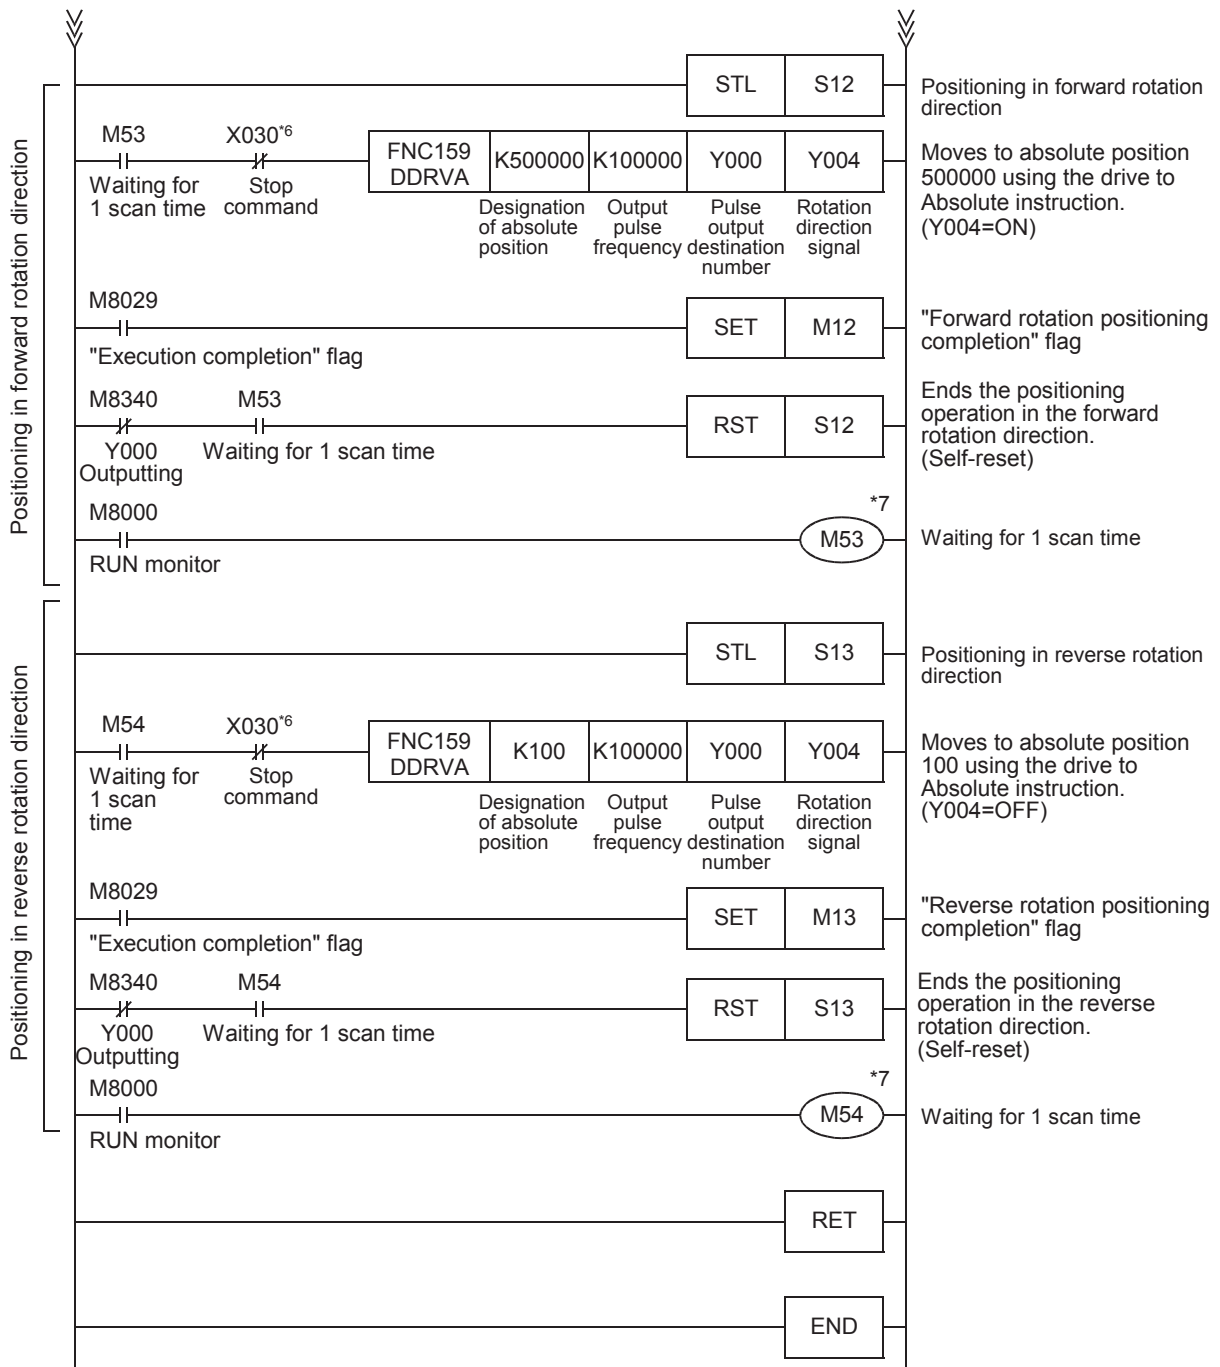 Positioning in forward rotation direction
STL S12
Positioning in forward rotation
direction
M53 X030*6
FNC159
DDRVA K500000 K100000 Y000 Y004
Waiting for
1 scan time
Stop
command
Designation
of absolute
position
Output
pulse
frequency
Pulse
output
destination
number
Rotation
direction
signal
Moves to absolute position
500000 using the drive to
Absolute instruction.
(Y004=ON)
M8029
SET M12
"Execution completion" flag
"Forward rotation positioning
completion" flag
M8340 M53
RST S12
Y000
Outputting
Waiting for 1 scan time
Ends the positioning
operation in the forward
rotation direction.
(Self-reset)
M8000
*7
M53
RUN monitor
Waiting for 1 scan time
Positioning in reverse rotation direction
STL S13
Positioning in reverse rotation
direction
M54 X030*6
FNC159
DDRVA K100 K100000 Y000 Y004
Waiting for
1 scan
time
Stop
command
Designation
of absolute
position
Output
pulse
frequency
Pulse
output
destination
number
Rotation
direction
signal
Moves to absolute position
100 using the drive to
Absolute instruction.
(Y004=OFF)
M8029
SET M13
"Execution completion" flag
"Reverse rotation positioning
completion" flag
M8340 M54
RST S13
Y000
Outputting
Waiting for 1 scan time
Ends the positioning
operation in the reverse
rotation direction.
(Self-reset)
M8000
*7
M54
RUN monitor
Waiting for 1 scan time
RET
END